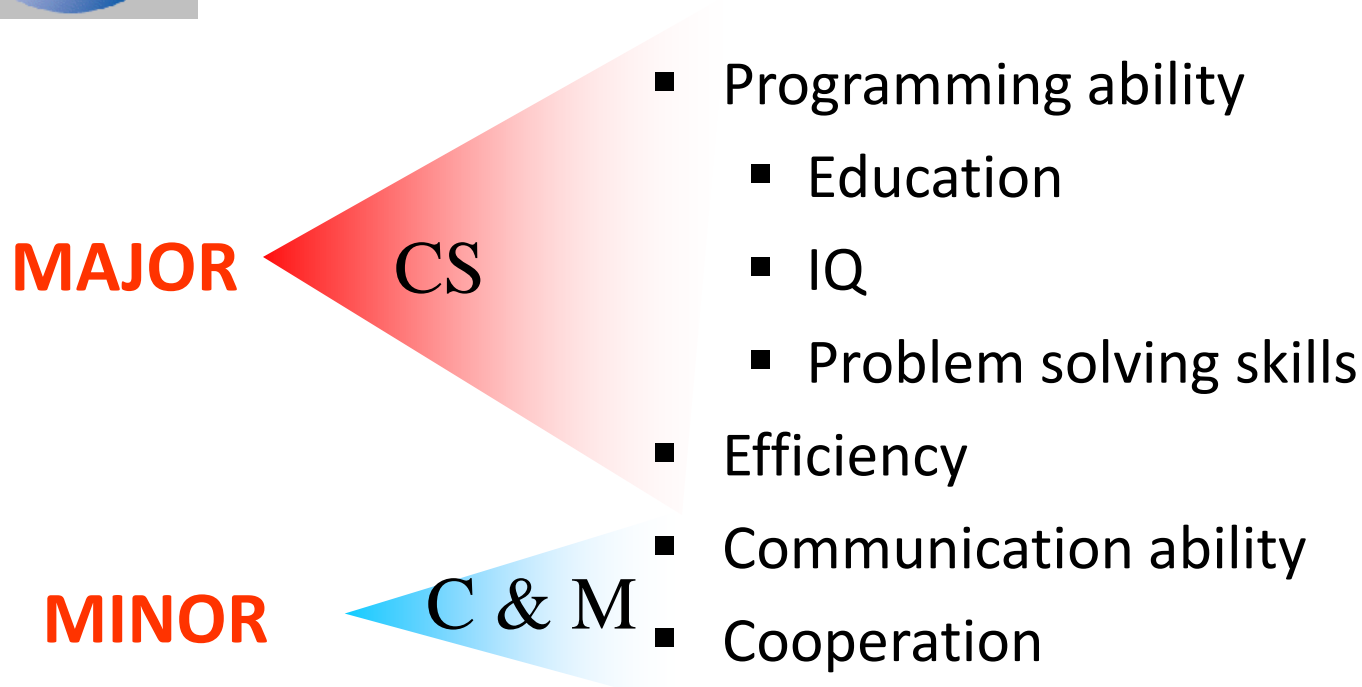 MAJOR
CS
▪ Programming ability
▪ Education
▪ IQ
▪ Problem solving skills
▪ Efficiency
MINOR
C & M
▪ Communication ability
▪ Cooperation